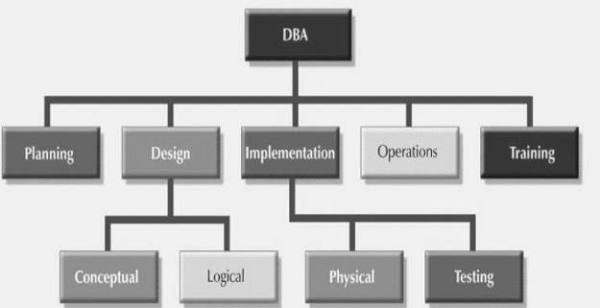 DBA
Planning
Design
Implementation
Operations
Training
Conceptual
Logical
Physical
Testing